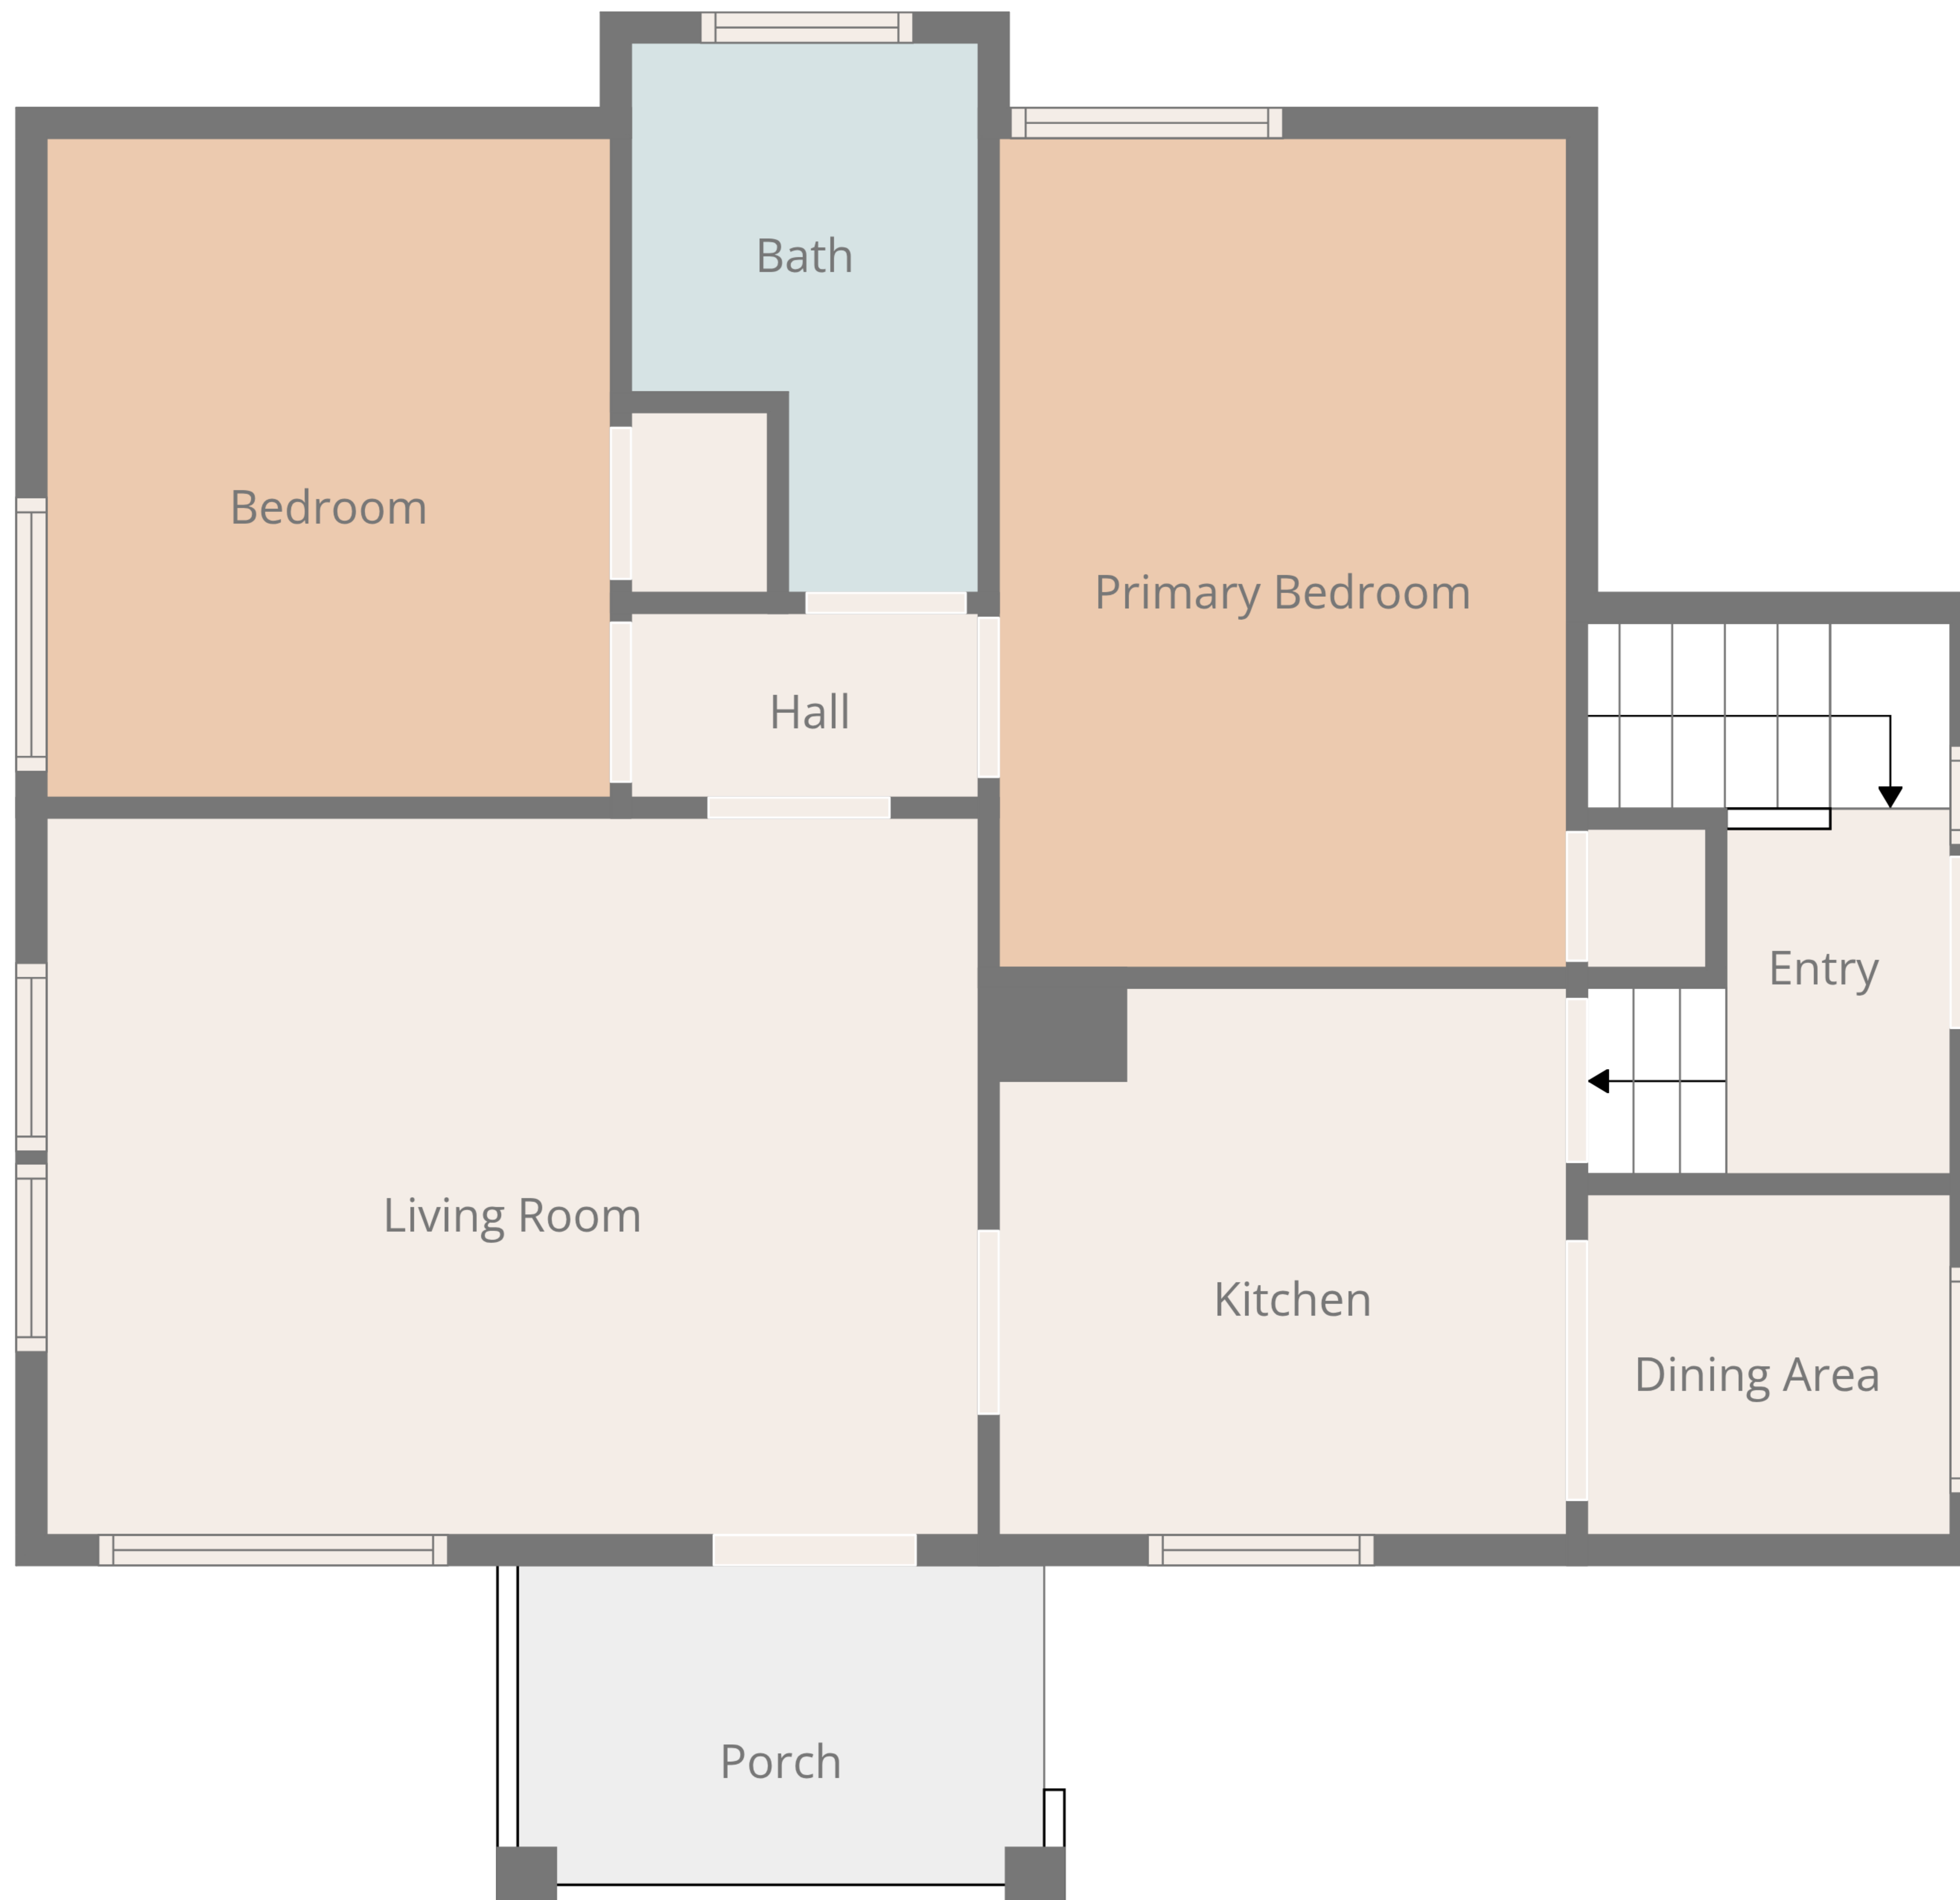 Bath
Bedroom
Primary Bedroom
Hall
Entry
Living Room
Kitchen
Dining Area
Porch